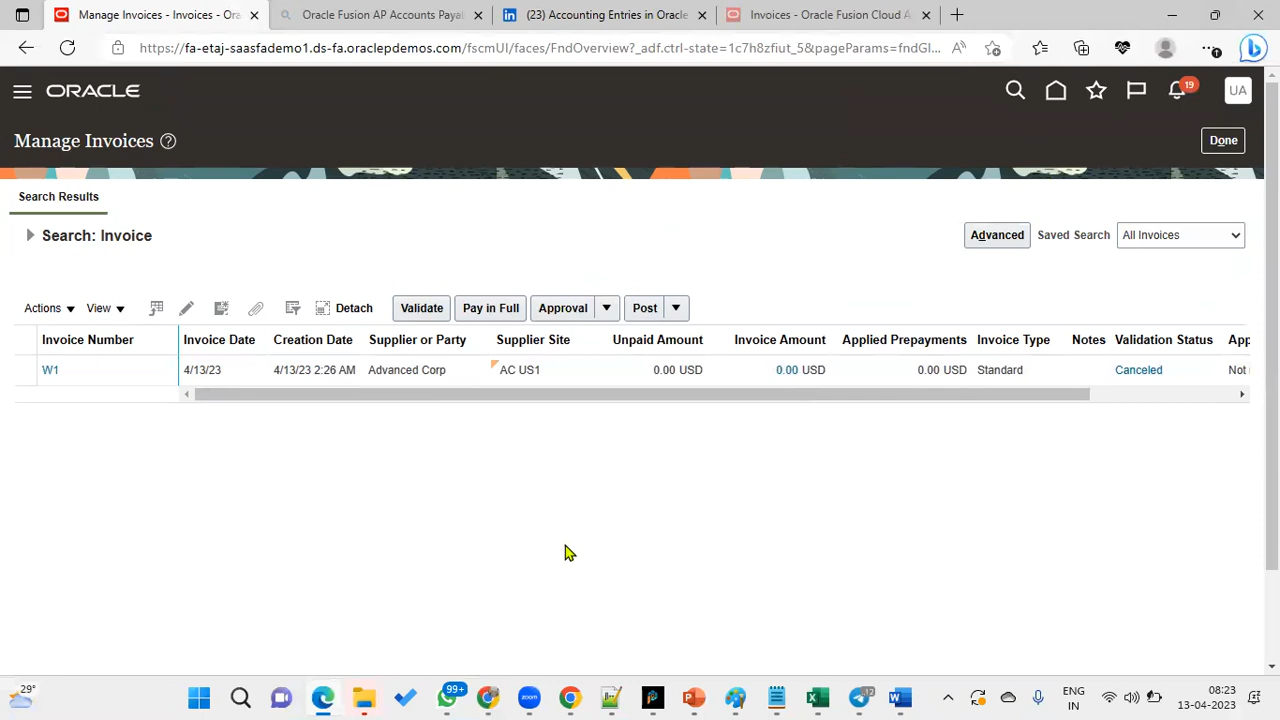 Manage Invoices - Invoices - Ora
Oracle Fusion AP Accounts Payab
(23) Accounting Entries in Oracle
Invoices - Oracle Fusion Cloud A
https://fa-etaj-saasfademo1.ds-fa.oraclepdemos.com/fscmUI/faces/FndOverview?_adf.ctrl-state=1c7h8zfiut_5&pageParams=fndGl...
ORACLE
19
UA
Manage Invoices
Done
Search Results
Search: Invoice
Advanced Saved Search All Invoices
Actions View Detach Validate Pay in Full Approval Post
Invoice Number Invoice Date Creation Date Supplier or Party Supplier Site Unpaid Amount Invoice Amount Applied Prepayments Invoice Type Notes Validation Status App
W1 4/13/23 4/13/23 2:26 AM Advanced Corp AC US1 0.00 USD 0.00 USD 0.00 USD Standard Canceled Not
29°
99+
12
ENG
IN
08:23
13-04-2023